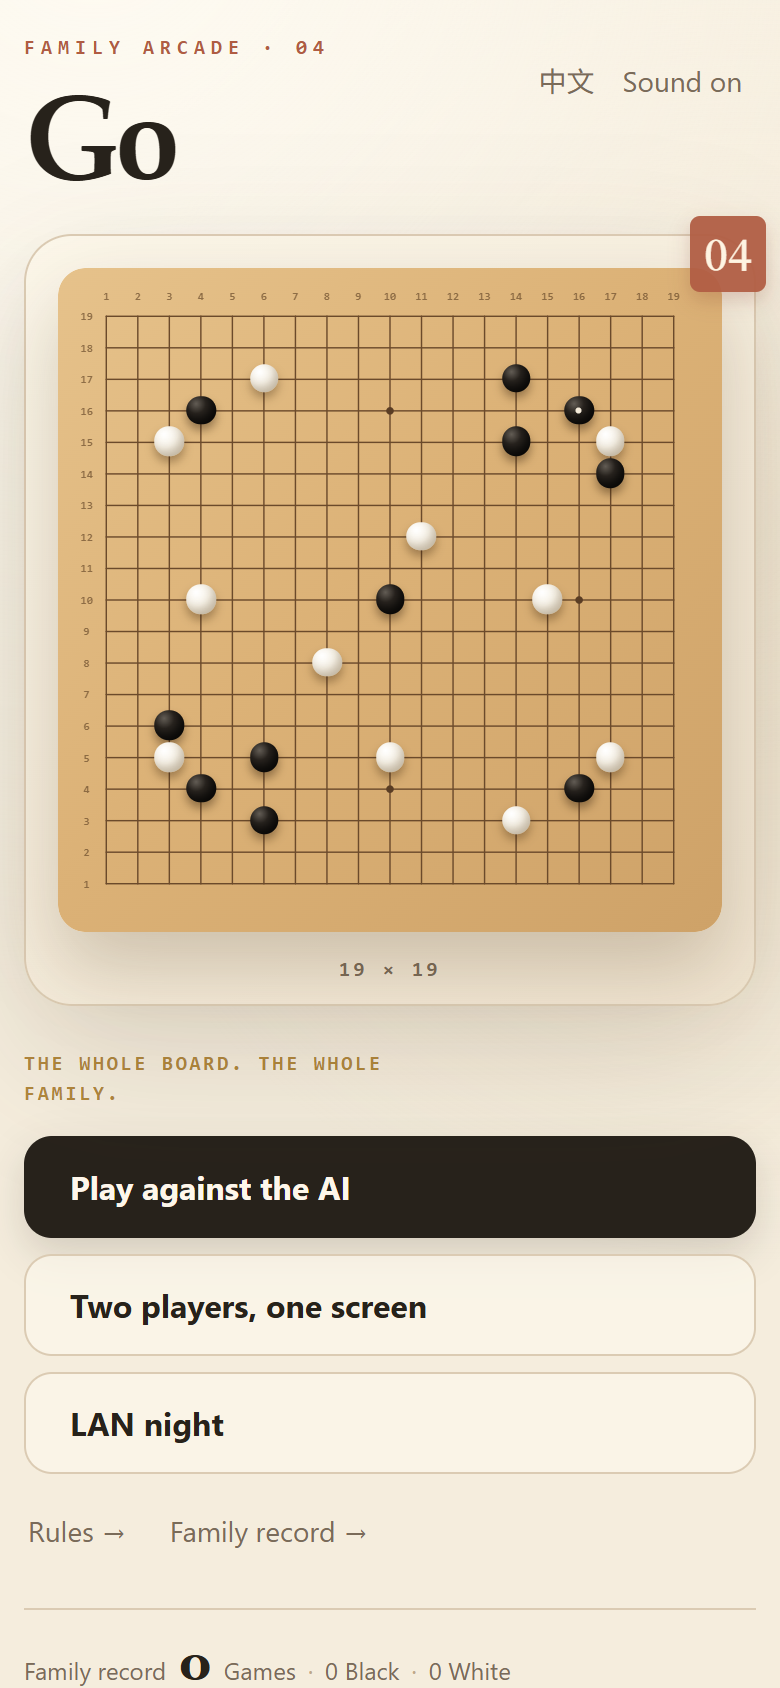 FAMILY ARCADE · 04
中文 Sound on
Go
04
1 2 3 4 5 6 7 8 9 10 11 12 13 14 15 16 17 18 19
19
18
17
16
15
14
13
12
11
10
9
8
7
6
5
4
3
2
1
19 × 19
THE WHOLE BOARD. THE WHOLE
FAMILY.
Play against the AI
Two players, one screen
LAN night
Rules → Family record →
Family record 0 Games · 0 Black · 0 White